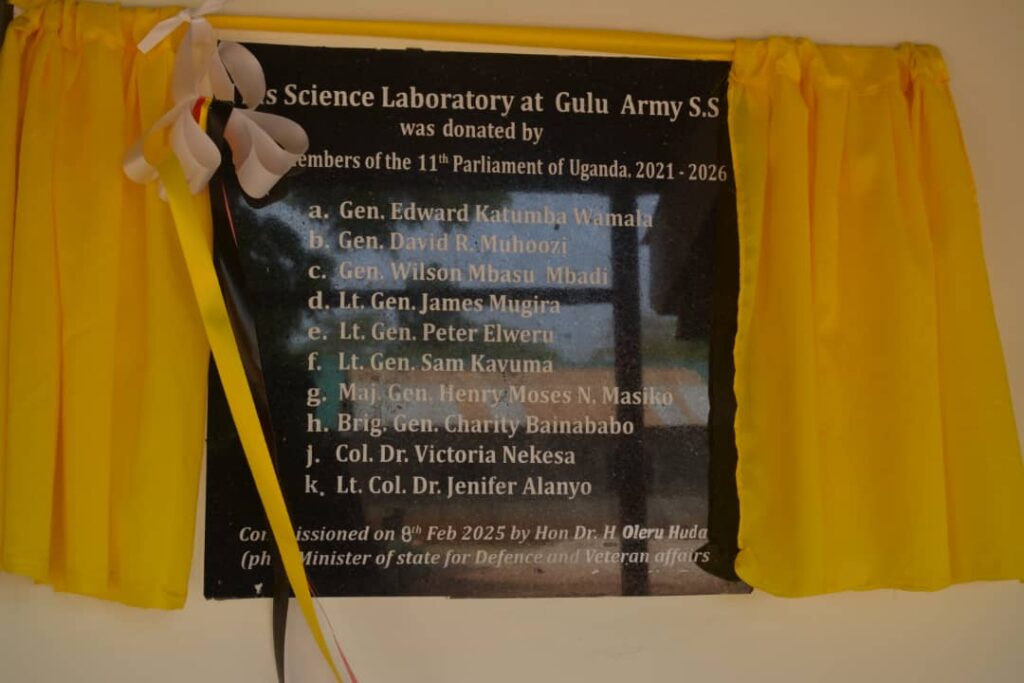 s Science Laboratory at Gulu Army S.S
was donated by
embers of the 11th Parliament of Uganda. 2021 - 2026
a. Gen. Edward Katumba Wamala
b. Gen. David R. Muhoozi
c. Gen. Wilson Mbasu Mbadi
d. Lt. Gen. James Mugira
e. Lt. Gen. Peter Elweru
f. Lt. Gen. Sam Kavuma
g. Maj. Gen. Henry Moses N. Masiko
h. Brig. Gen. Charity Bainababo
j. Col. Dr. Victoria Nekesa
k. Lt. Col. Dr. Jenifer Alanyo
Com issioned on 8th Feb 2025 by Hon Dr. H Oleru Huda
(ph Minister of state for Defence and Veteran affairs